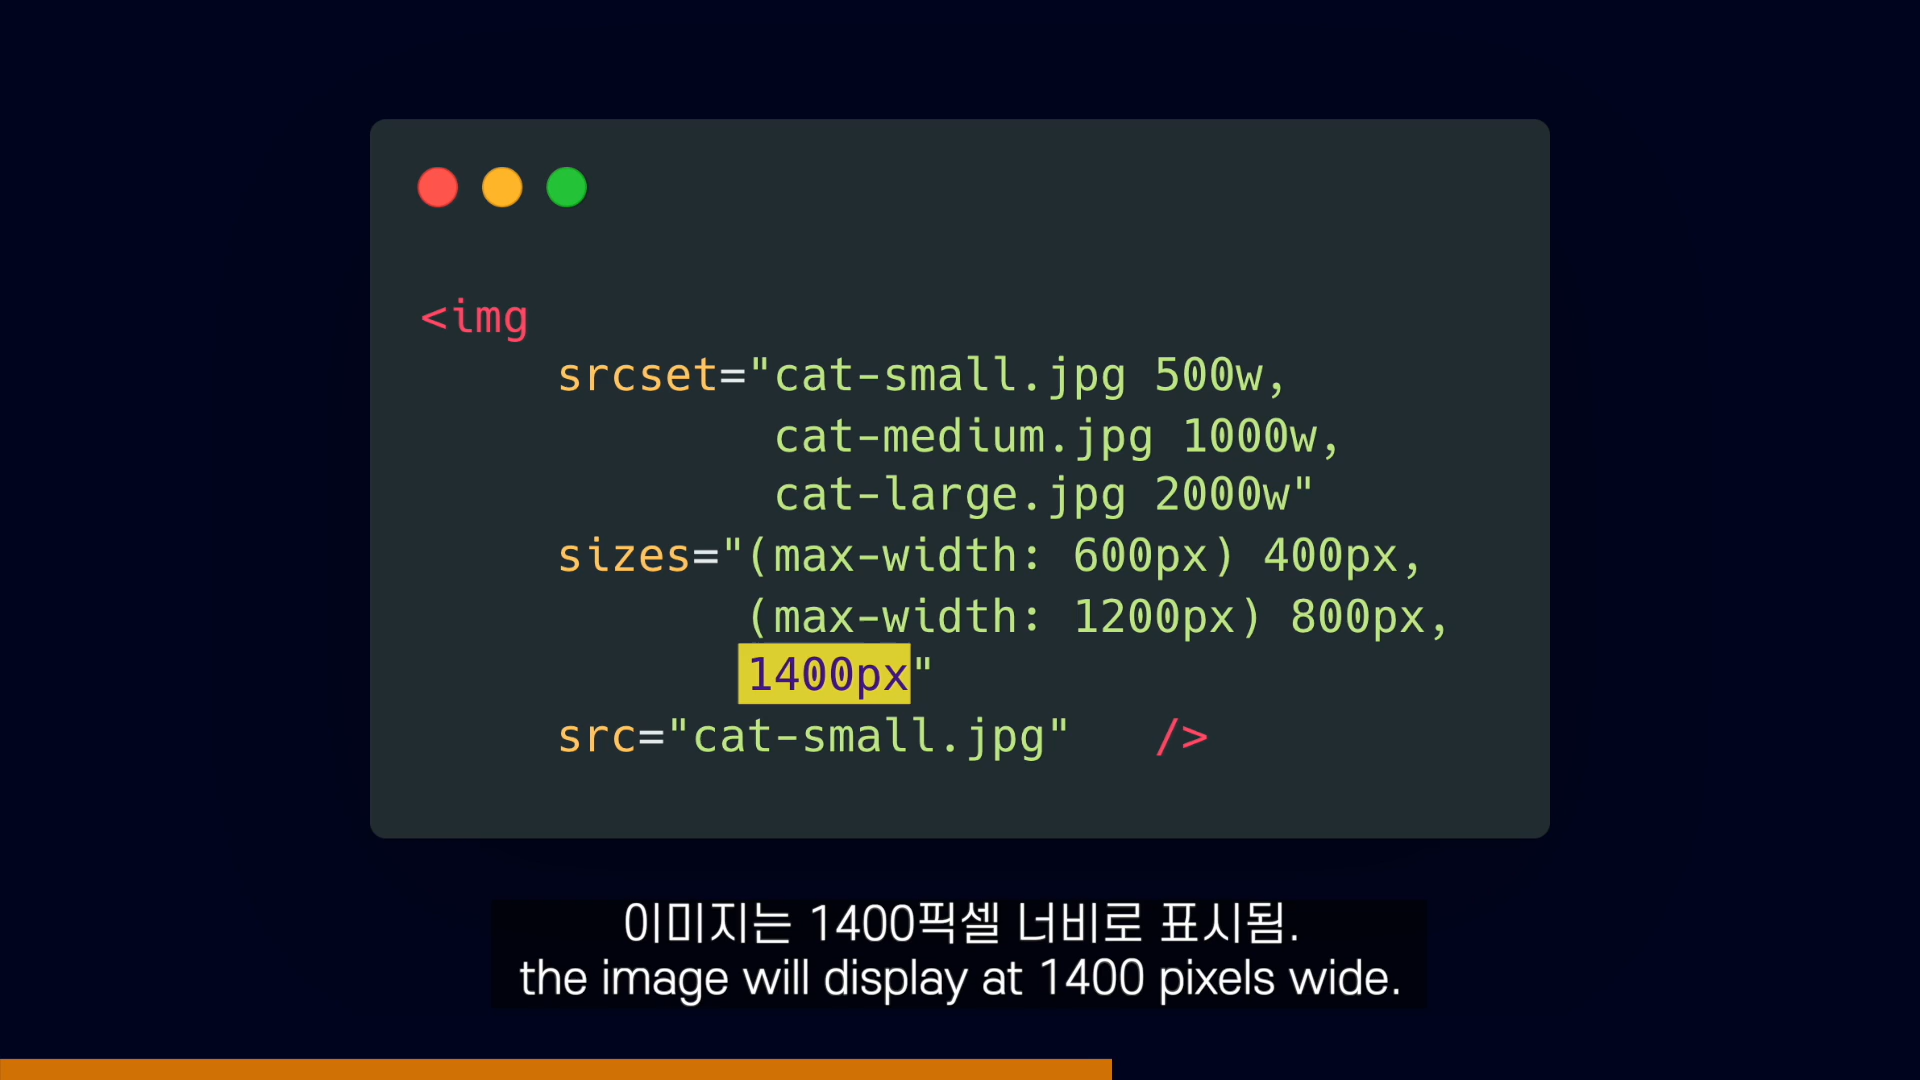 <img
srcset="cat-small.jpg 500w,
cat-medium.jpg 1000w,
cat-large.jpg 2000w"
sizes="(max-width: 600px) 400px,
(max-width: 1200px) 800px,
1400px"
src="cat-small.jpg" />
이미지는 1400픽셀 너비로 표시됨.
the image will display at 1400 pixels wide.